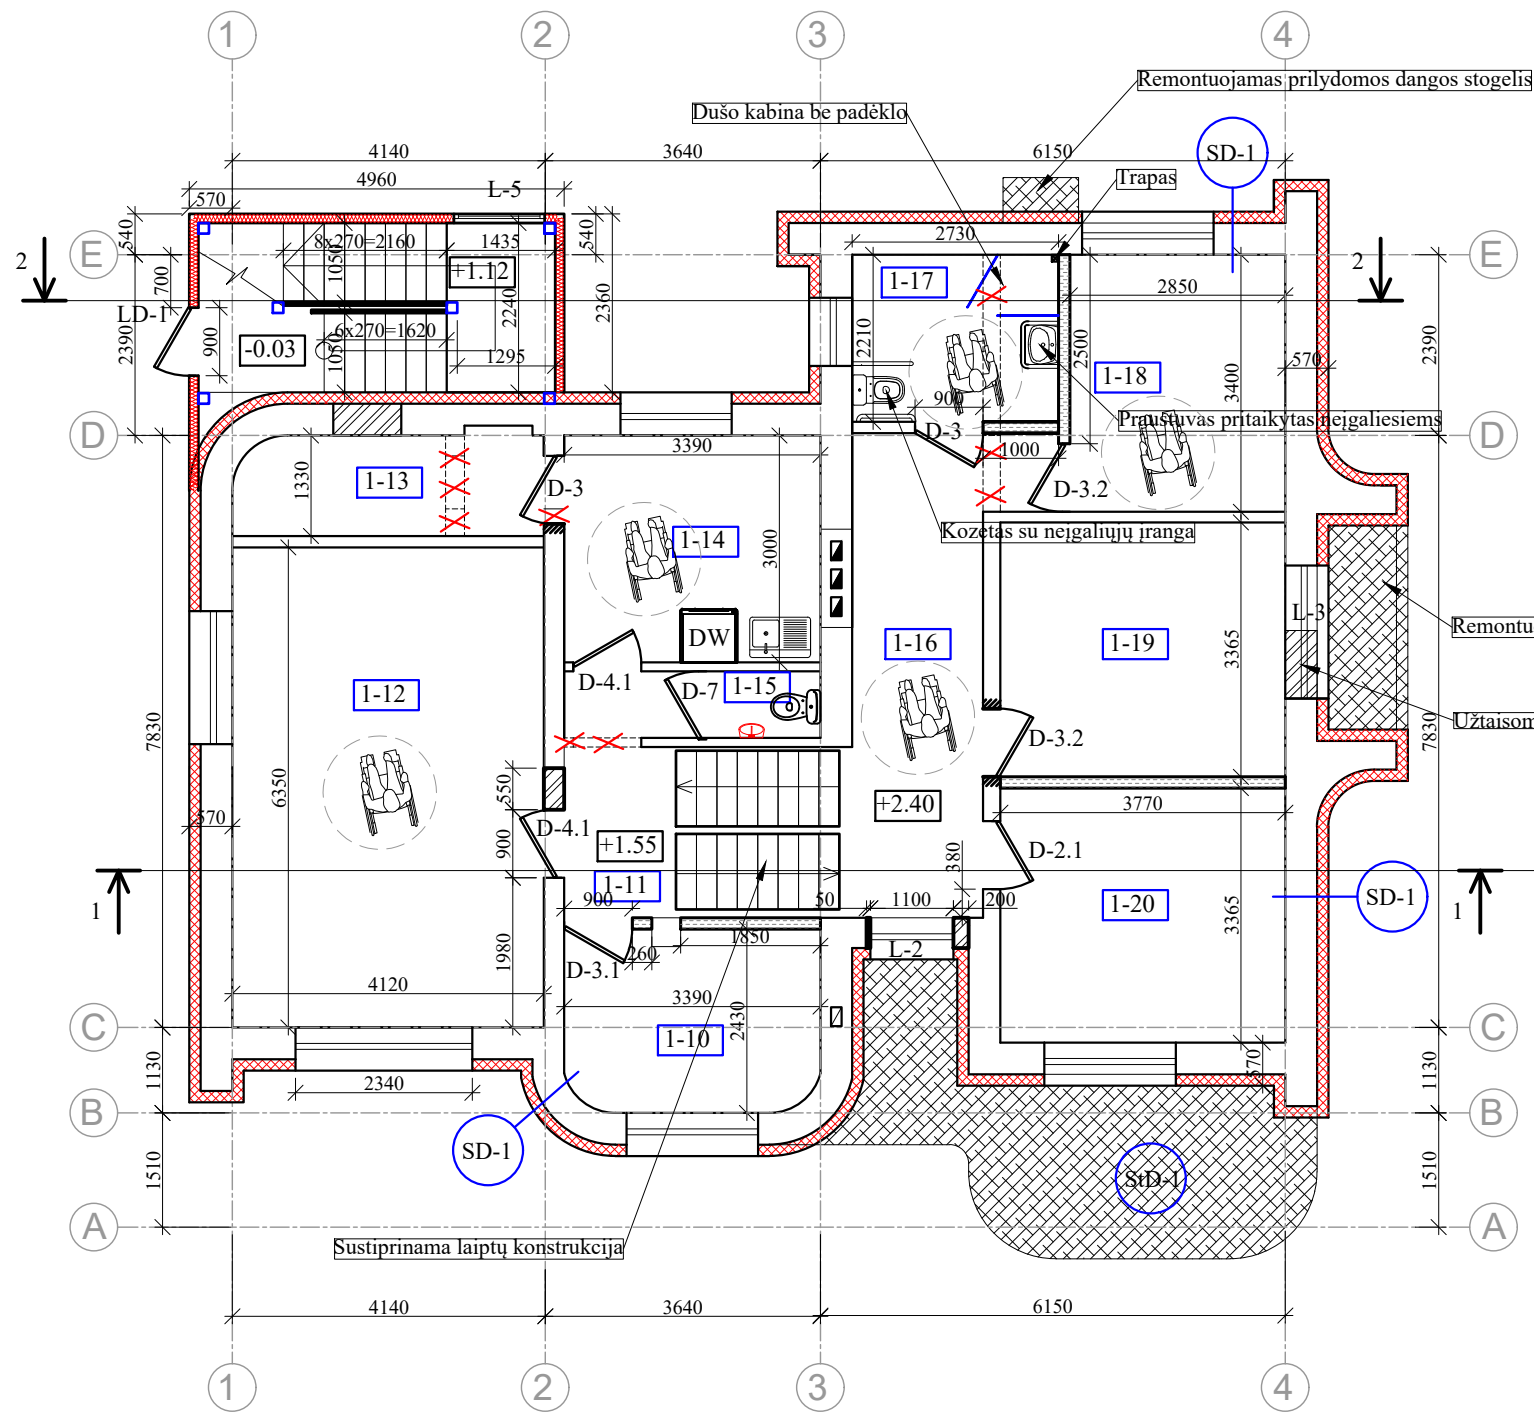 1
2
3
4
Remontuojamas prilydomos dangos stogelis
Dušo kabina be padėklo
4140
3640
6150
SD-1
4960
L-5
Trapas
570
540
540
2730
8x270=2160
1435
E
E
2
2
+1.12
1-17
1050
700
2240
2360
2850
LD-1
2390
900
6x270=1620
-0.03
1050
1295
2210
2500
3400
570
2390
1-18
900
Praustuvas pritaikytas neįgaliesiems
D
D
D-3
1000
3390
1330
1-13
D-3
D-3.2
1-14
3000
Kozetas su neįgaliųjų įranga
L-3
Remontu
DW
1-16
1-19
3365
D-4.1
D-7
1-15
1-12
Užtaisom
7830
7830
D-3.2
6350
550
570
+2.40
3770
D-4.1
+1.55
900
380
D-2.1
1-11
900
50
1100
200
1-20
SD-1
1
1
3365
1850
260
D-3.1
L-2
1980
4120
3390
2430
1-10
C
C
570
1130
1130
2340
B
B
SD-1
StD-1
1510
1510
A
A
Sustiprinama laiptų konstrukcija
4140
3640
6150
1
2
3
4